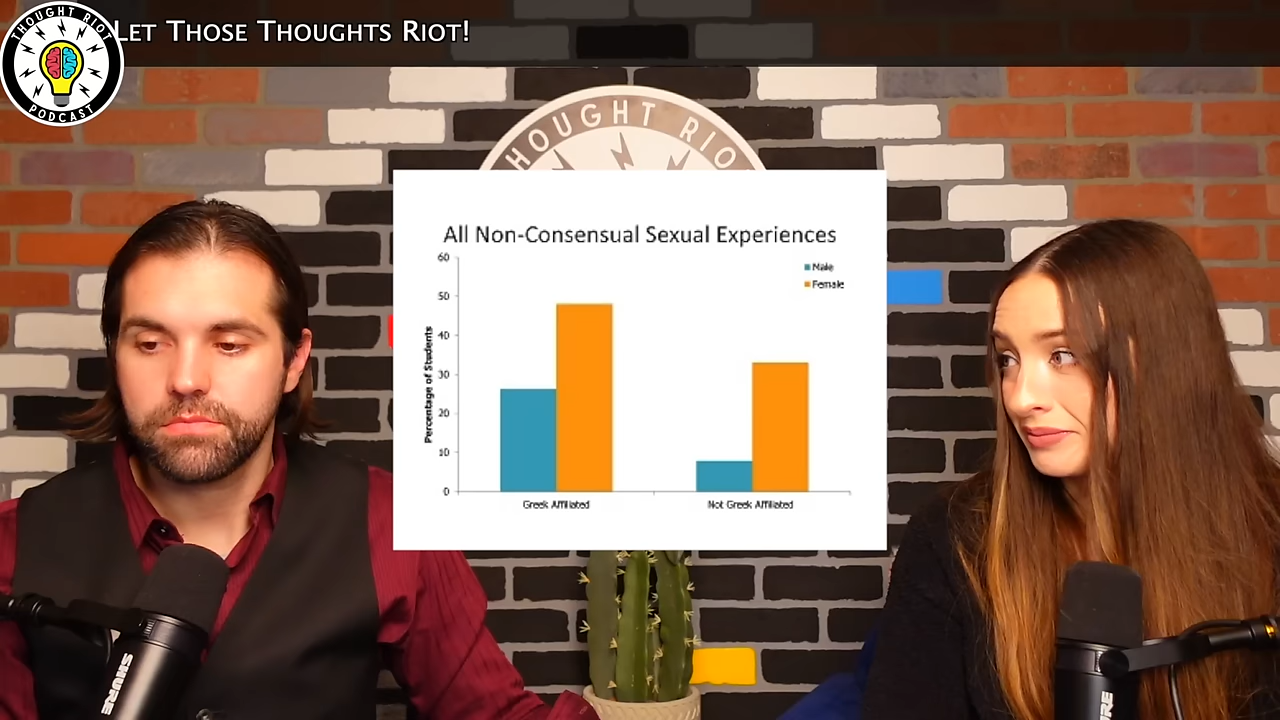 THOUGHT RIOT
PODCAST
LET THOSE THOUGHTS RIOT!
THOUGHT RIOT
All Non-Consensual Sexual Experiences
Male
Female
Percentage of Students
60
50
40
30
20
10
0
Greek Affiliated
Not Greek Affiliated
SHURE